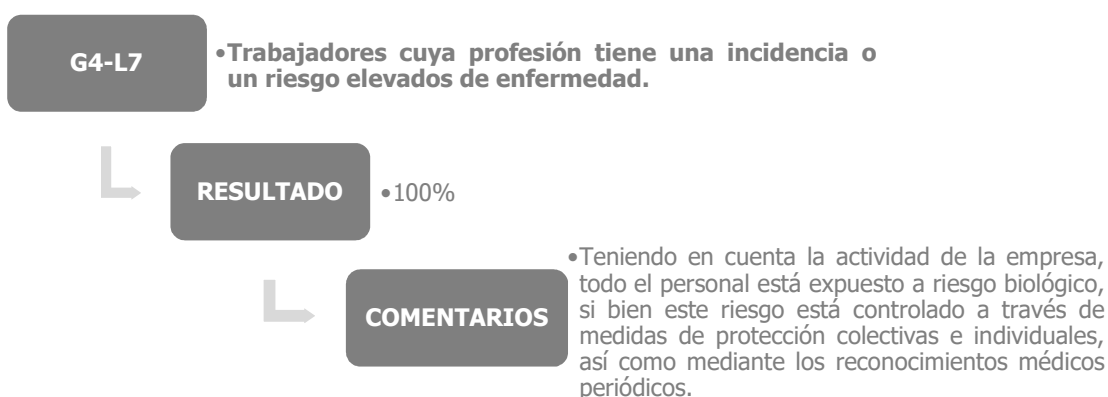 G4-L7
•Trabajadores cuya profesión tiene una incidencia o
un riesgo elevados de enfermedad.
RESULTADO
•100%
COMENTARIOS
•Teniendo en cuenta la actividad de la empresa,
todo el personal está expuesto a riesgo biológico,
si bien este riesgo está controlado a través de
medidas de protección colectivas e individuales,
así como mediante los reconocimientos médicos
periódicos.